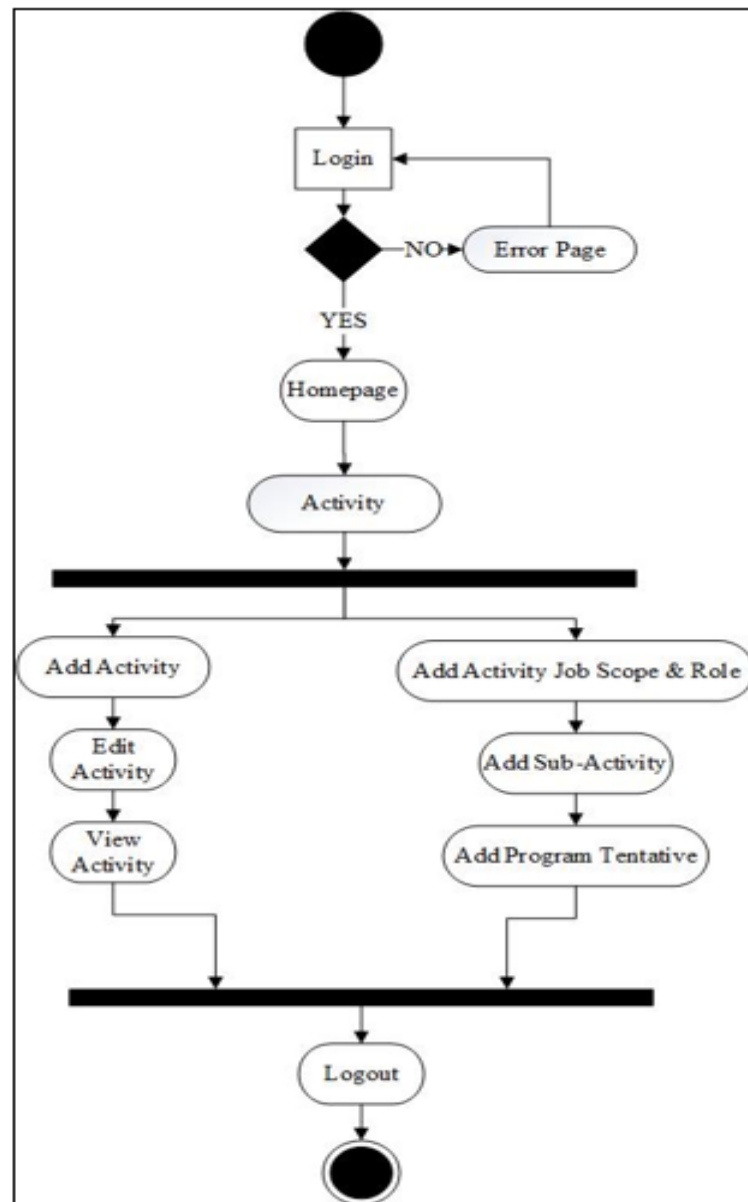 Login
NO
Error Page
YES
Homepage
Activity
Add Activity
Add Activity Job Scope & Role
Edit
Activity
Add Sub-Activity
View
Activity
Add Program Tentative
Logout